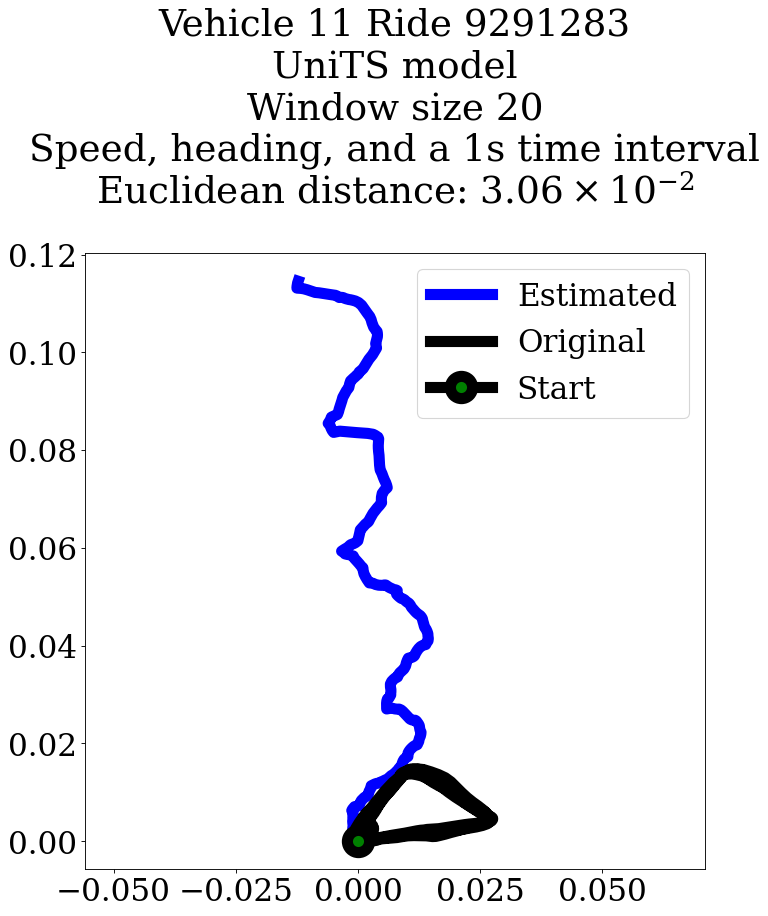 Vehicle 11 Ride 9291283
UniTS model
Window size 20
Speed, heading, and a 1s time interval
Euclidean distance: 3.06 × 10⁻²
Estimated
Original
Start
0.12
0.10
0.08
0.06
0.04
0.02
0.00
−0.050 −0.025 0.000 0.025 0.050